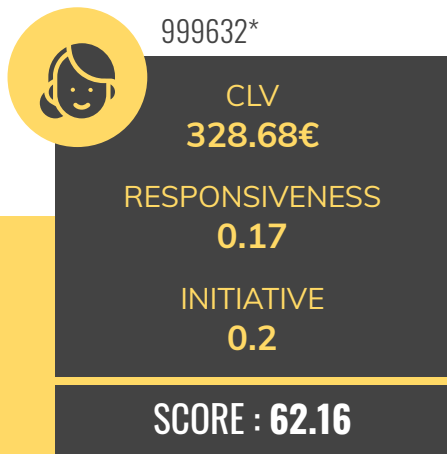 999632*
CLV
328.68€
RESPONSIVENESS
0.17
INITIATIVE
0.2
SCORE : 62.16